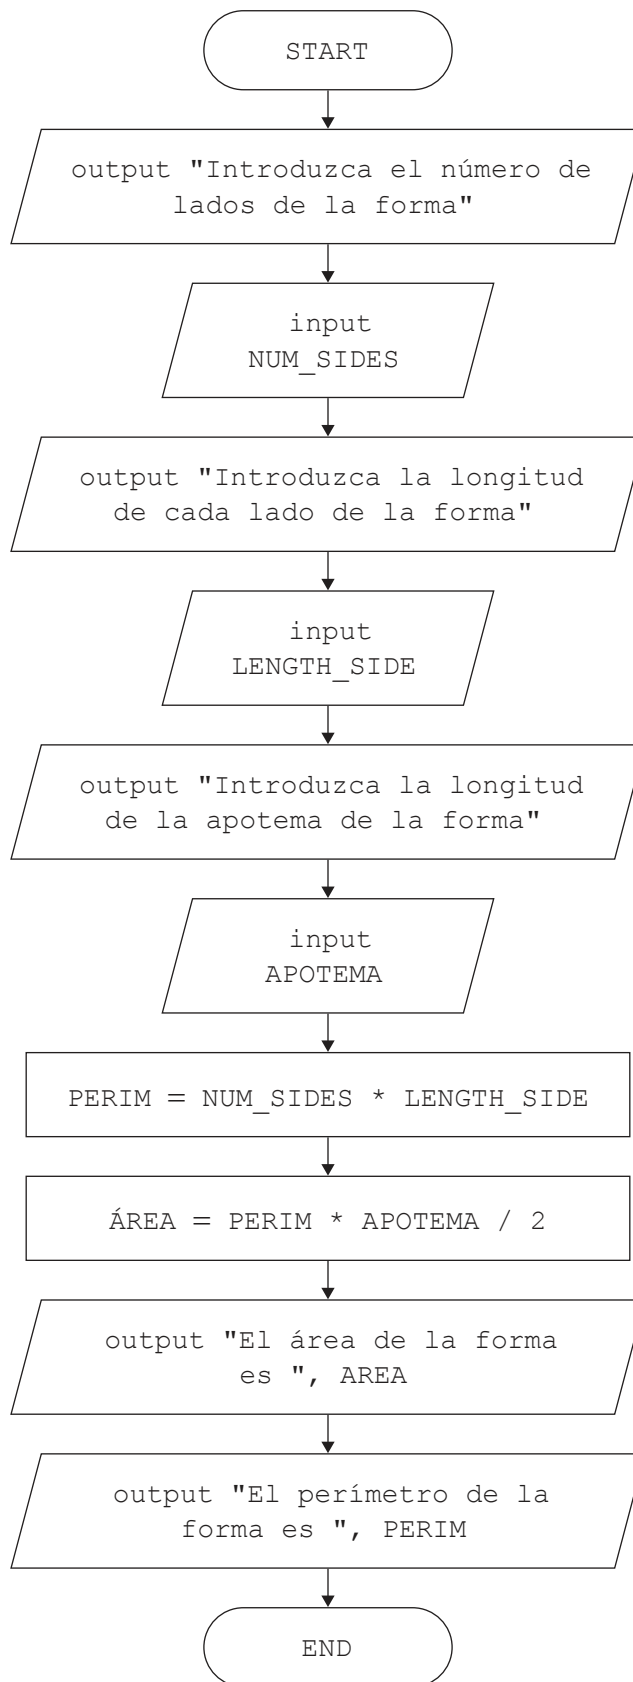 START
output "Introduzca el número de
lados de la forma"
input
NUM_SIDES
output "Introduzca la longitud
de cada lado de la forma"
input
LENGTH_SIDE
output "Introduzca la longitud
de la apotema de la forma"
input
APOTEMA
PERIM = NUM_SIDES * LENGTH_SIDE
ÁREA = PERIM * APOTEMA / 2
output "El área de la forma
es ", AREA
output "El perímetro de la
forma es ", PERIM
END